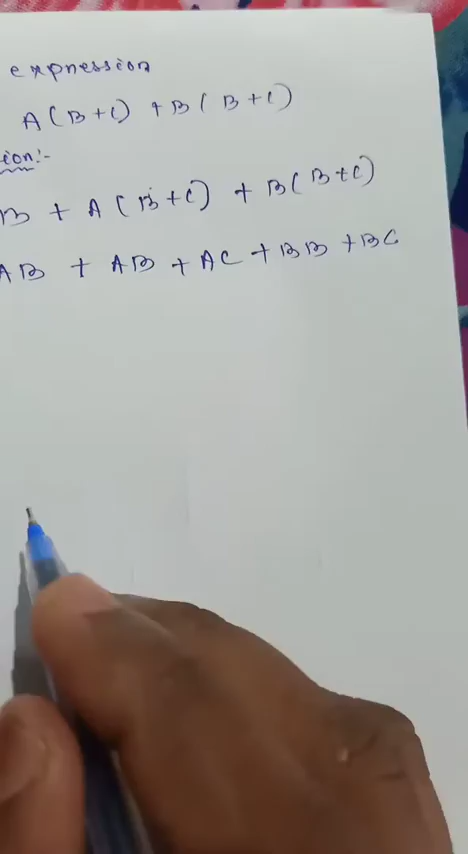 expression
A(B+C) + B(B+C)
ion:-
B + A(B+C) + B(B+C)
AB + AB + AC + BB + BC